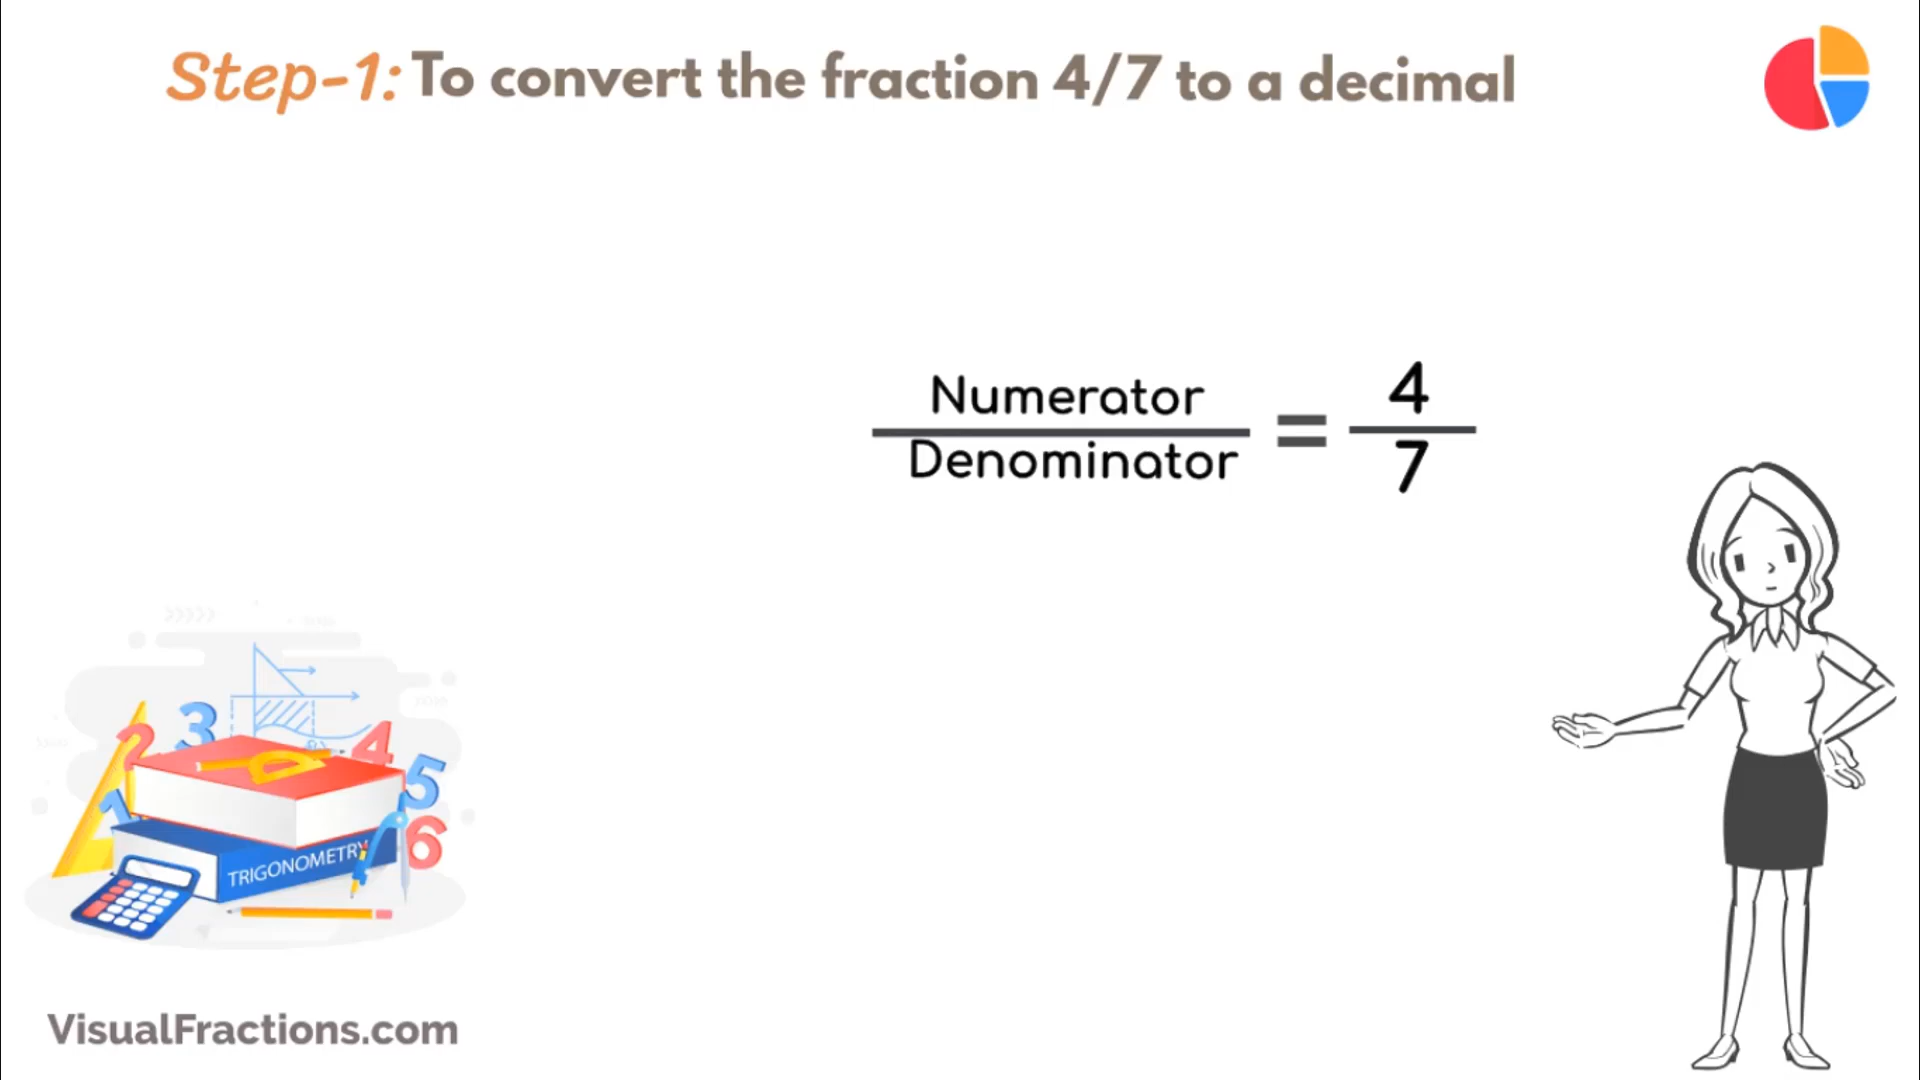 Step-1: To convert the fraction 4/7 to a decimal
Numerator
Denominator
=
4
7
3
2
4
5
1
6
TRIGONOMETRY
VisualFractions.com